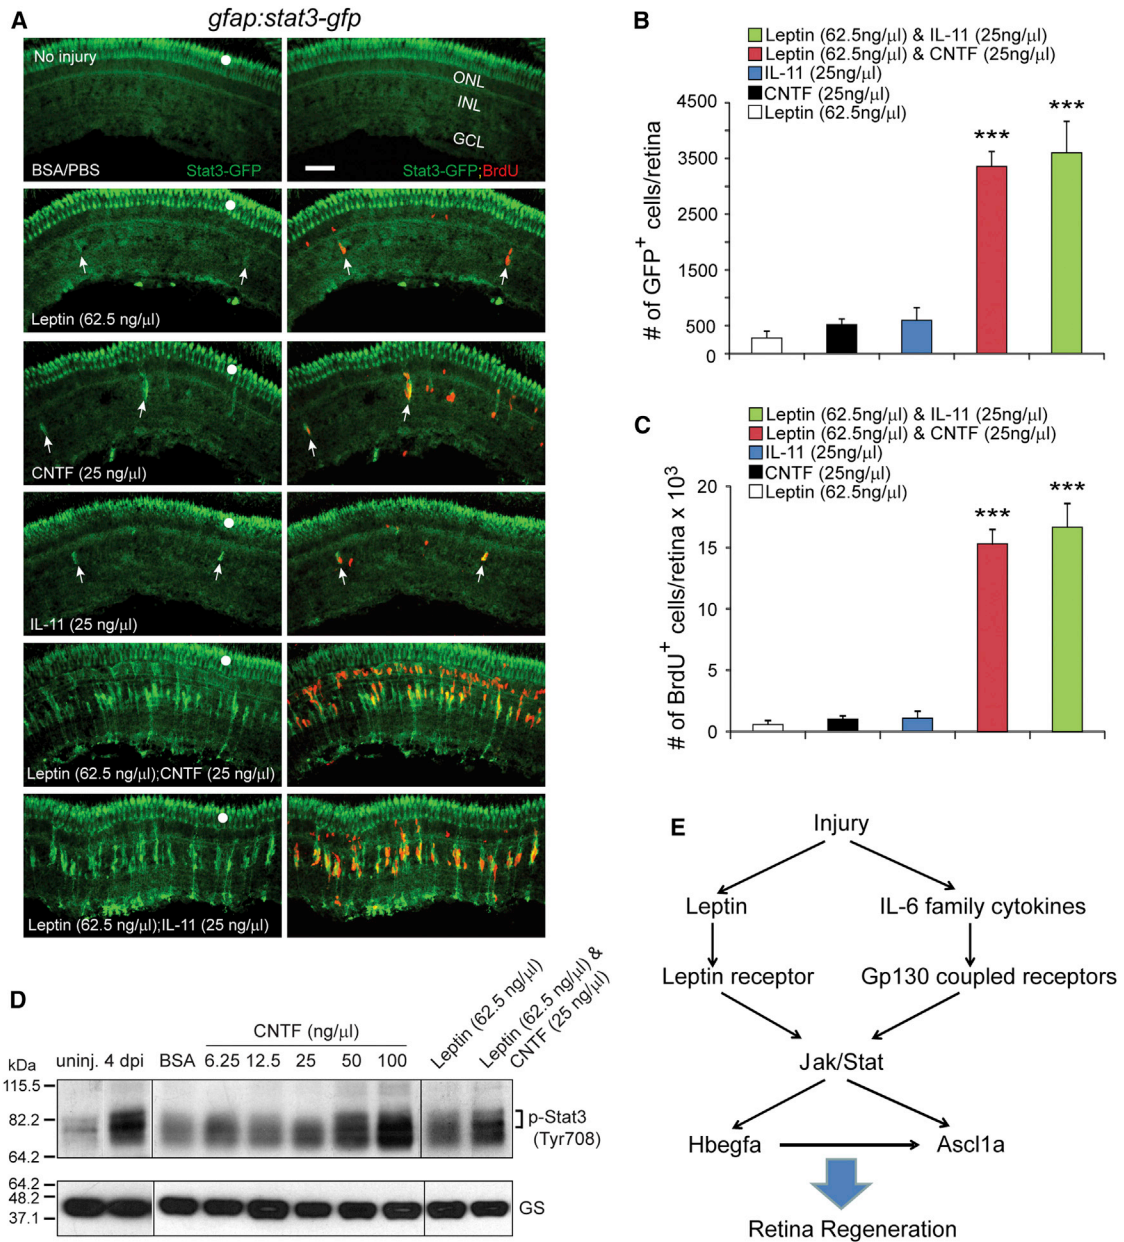 A
gfap:stat3-gfp
No injury
BSA/PBS
Stat3-GFP
ONL
INL
GCL
Stat3-GFP;BrdU
Leptin (62.5 ng/μl)
CNTF (25 ng/μl)
IL-11 (25 ng/μl)
Leptin (62.5 ng/μl);CNTF (25 ng/μl)
Leptin (62.5 ng/μl);IL-11 (25 ng/μl)
B
Leptin (62.5ng/μl) & IL-11 (25ng/μl)
Leptin (62.5ng/μl) & CNTF (25ng/μl)
IL-11 (25ng/μl)
CNTF (25ng/μl)
Leptin (62.5ng/μl)
# of GFP+ cells/retina
4500
3500
2500
1500
500
0
***
***
C
Leptin (62.5ng/μl) & IL-11 (25ng/μl)
Leptin (62.5ng/μl) & CNTF (25ng/μl)
IL-11 (25ng/μl)
CNTF (25ng/μl)
Leptin (62.5ng/μl)
# of BrdU+ cells/retina x 10³
20
15
10
5
0
***
***
D
kDa
uninj.
4 dpi
BSA
CNTF (ng/μl)
6.25
12.5
25
50
100
Leptin (62.5 ng/μl)
Leptin (62.5 ng/μl) &
CNTF (25 ng/μl)
115.5
82.2
64.2
p-Stat3
(Tyr708)
64.2
48.2
37.1
GS
E
Injury
Leptin
IL-6 family cytokines
Leptin receptor
Gp130 coupled receptors
Jak/Stat
Hbegfa
Ascl1a
Retina Regeneration